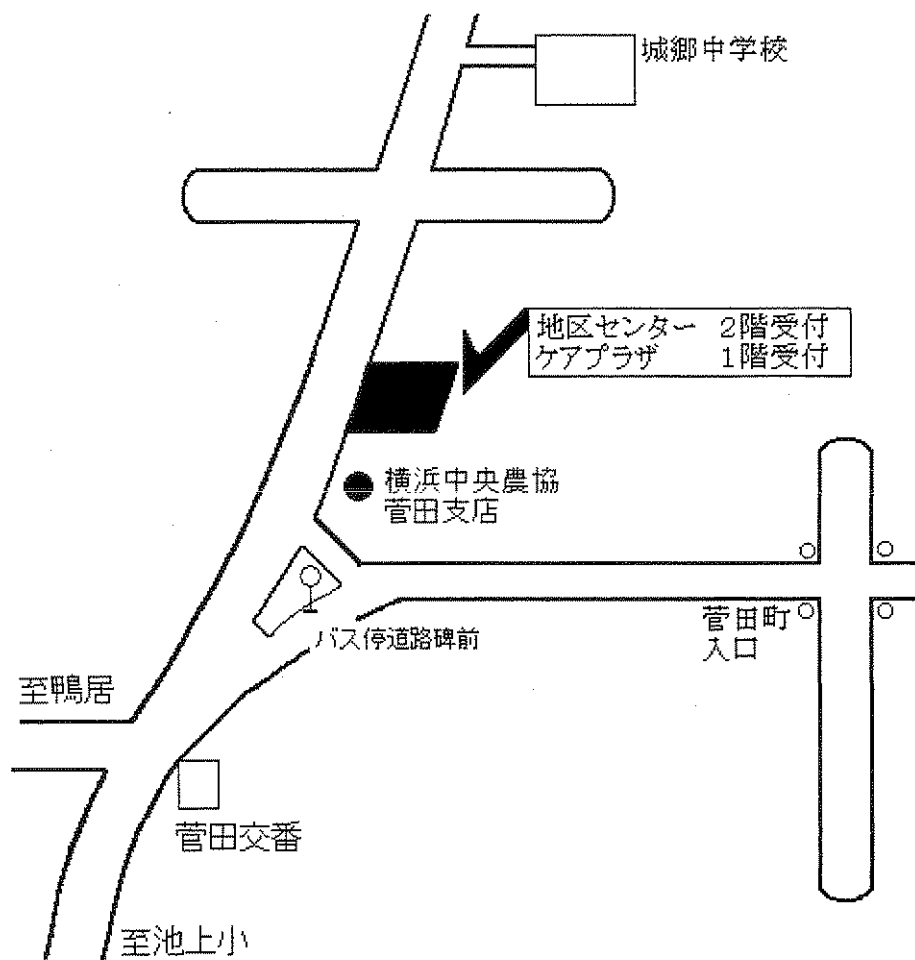 城郷中学校
地区センター 2階受付
ケアプラザ 1階受付
横浜中央農協
菅田支店
バス停道路碑前
菅田町
入口
至鴨居
菅田交番
至池上小